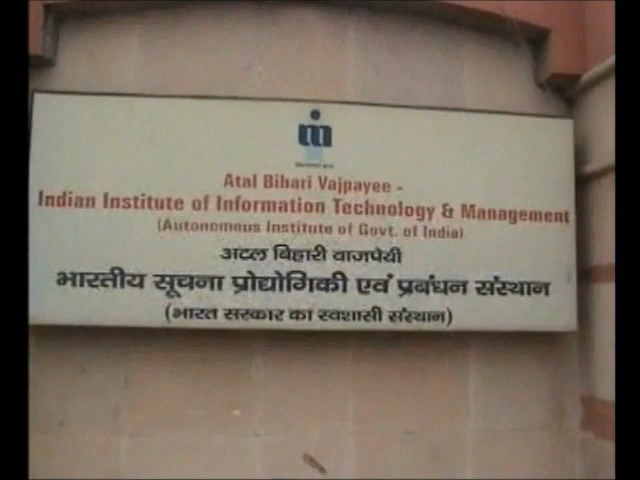 Atal Bihari Vajpayee -
Indian Institute of Information Technology & Management
(Autonomous Institute of Govt. of India)
अटल बिहारी वाजपेयी
भारतीय सूचना प्रोद्योगिकी एवं प्रबंधन संस्थान
(भारत सरकार का स्वशासी संस्थान)